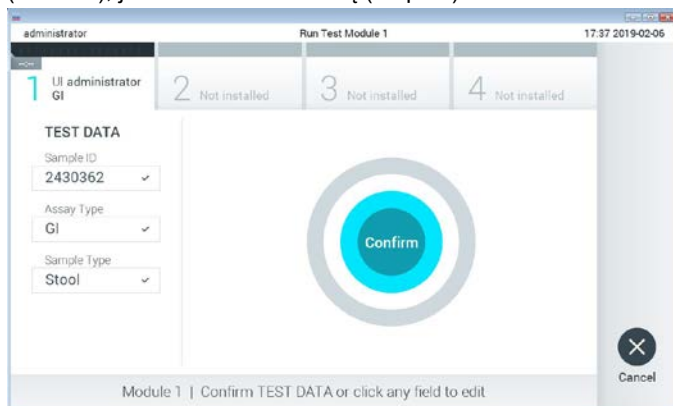 administrator Run Test Module 1 17:37 2019-02-06
1 UI administrator GI
2 Not installed
3 Not installed
4 Not installed
TEST DATA
Sample ID
2430362
Assay Type
GI
Sample Type
Stool
Confirm
Cancel
Module 1 | Confirm TEST DATA or click any field to edit